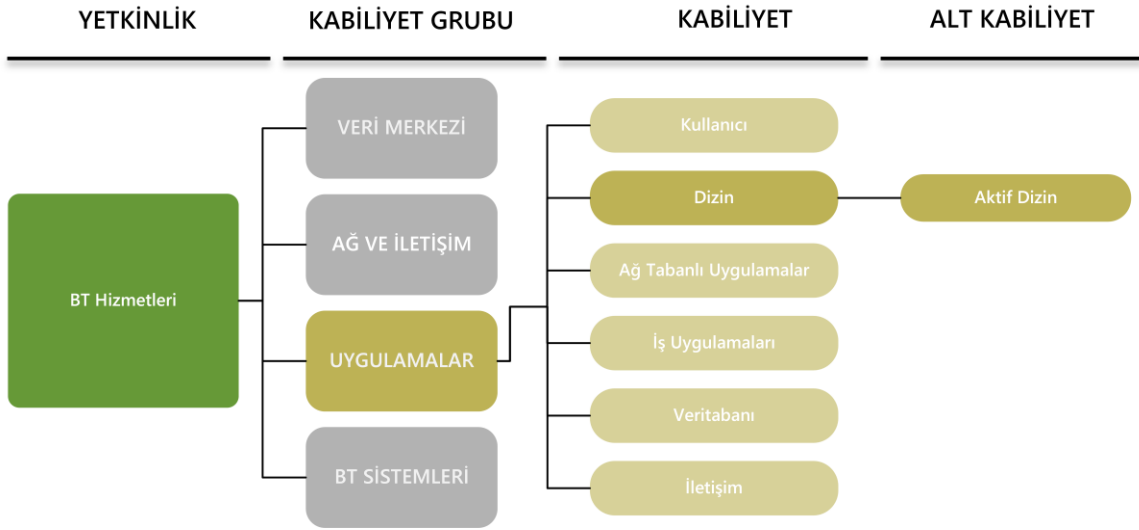 YETKİNLİK
KABİLİYET GRUBU
KABİLİYET
ALT KABİLİYET
BT Hizmetleri
VERİ MERKEZİ
AĞ VE İLETİŞİM
UYGULAMALAR
BT SİSTEMLERİ
Kullanıcı
Dizin
Ağ Tabanlı Uygulamalar
İş Uygulamaları
Veritabanı
İletişim
Aktif Dizin